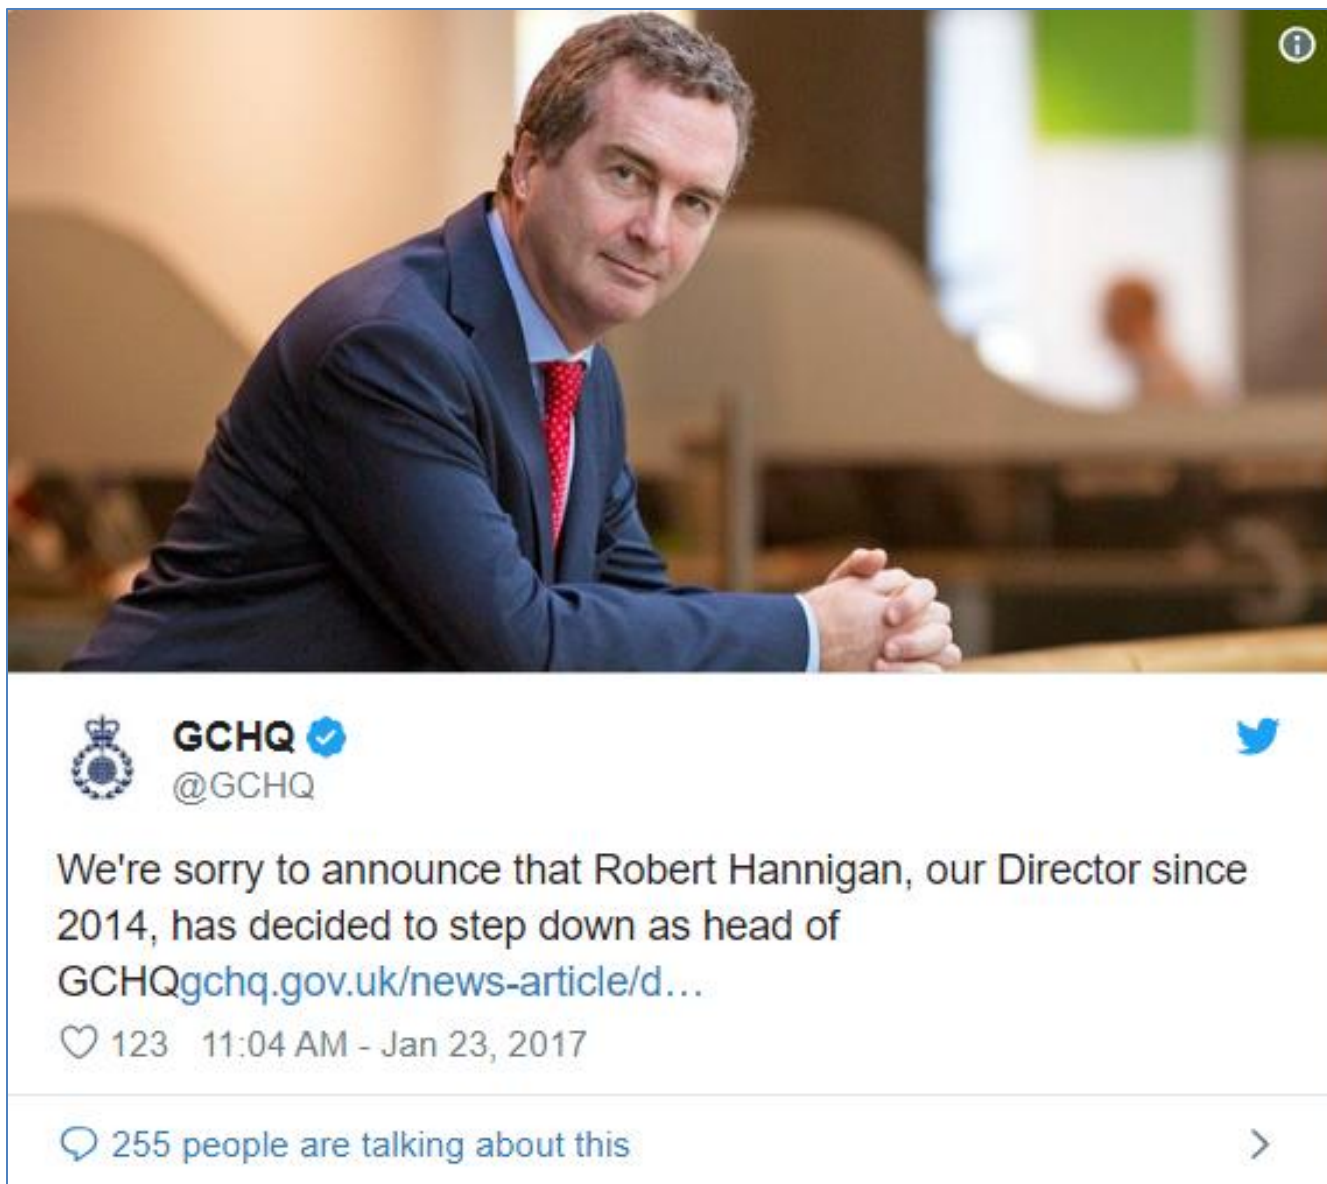 GCHQ
@GCHQ
We're sorry to announce that Robert Hannigan, our Director since
2014, has decided to step down as head of
GCHQgchq.gov.uk/news-article/d…
123 11:04 AM - Jan 23, 2017
255 people are talking about this